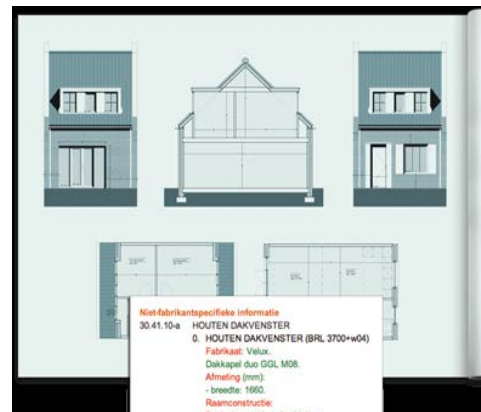 Niet-fabrikantspecifieke informatie
30.41.10-a HOUTEN DAKVENSTER
0. HOUTEN DAKVENSTER (BRL 3700+w04)
Fabrikaat: Velux.
Dakkapel duo GGL M08.
Afmeting (mm):
- breedte: 1660.
Raamconstructie: